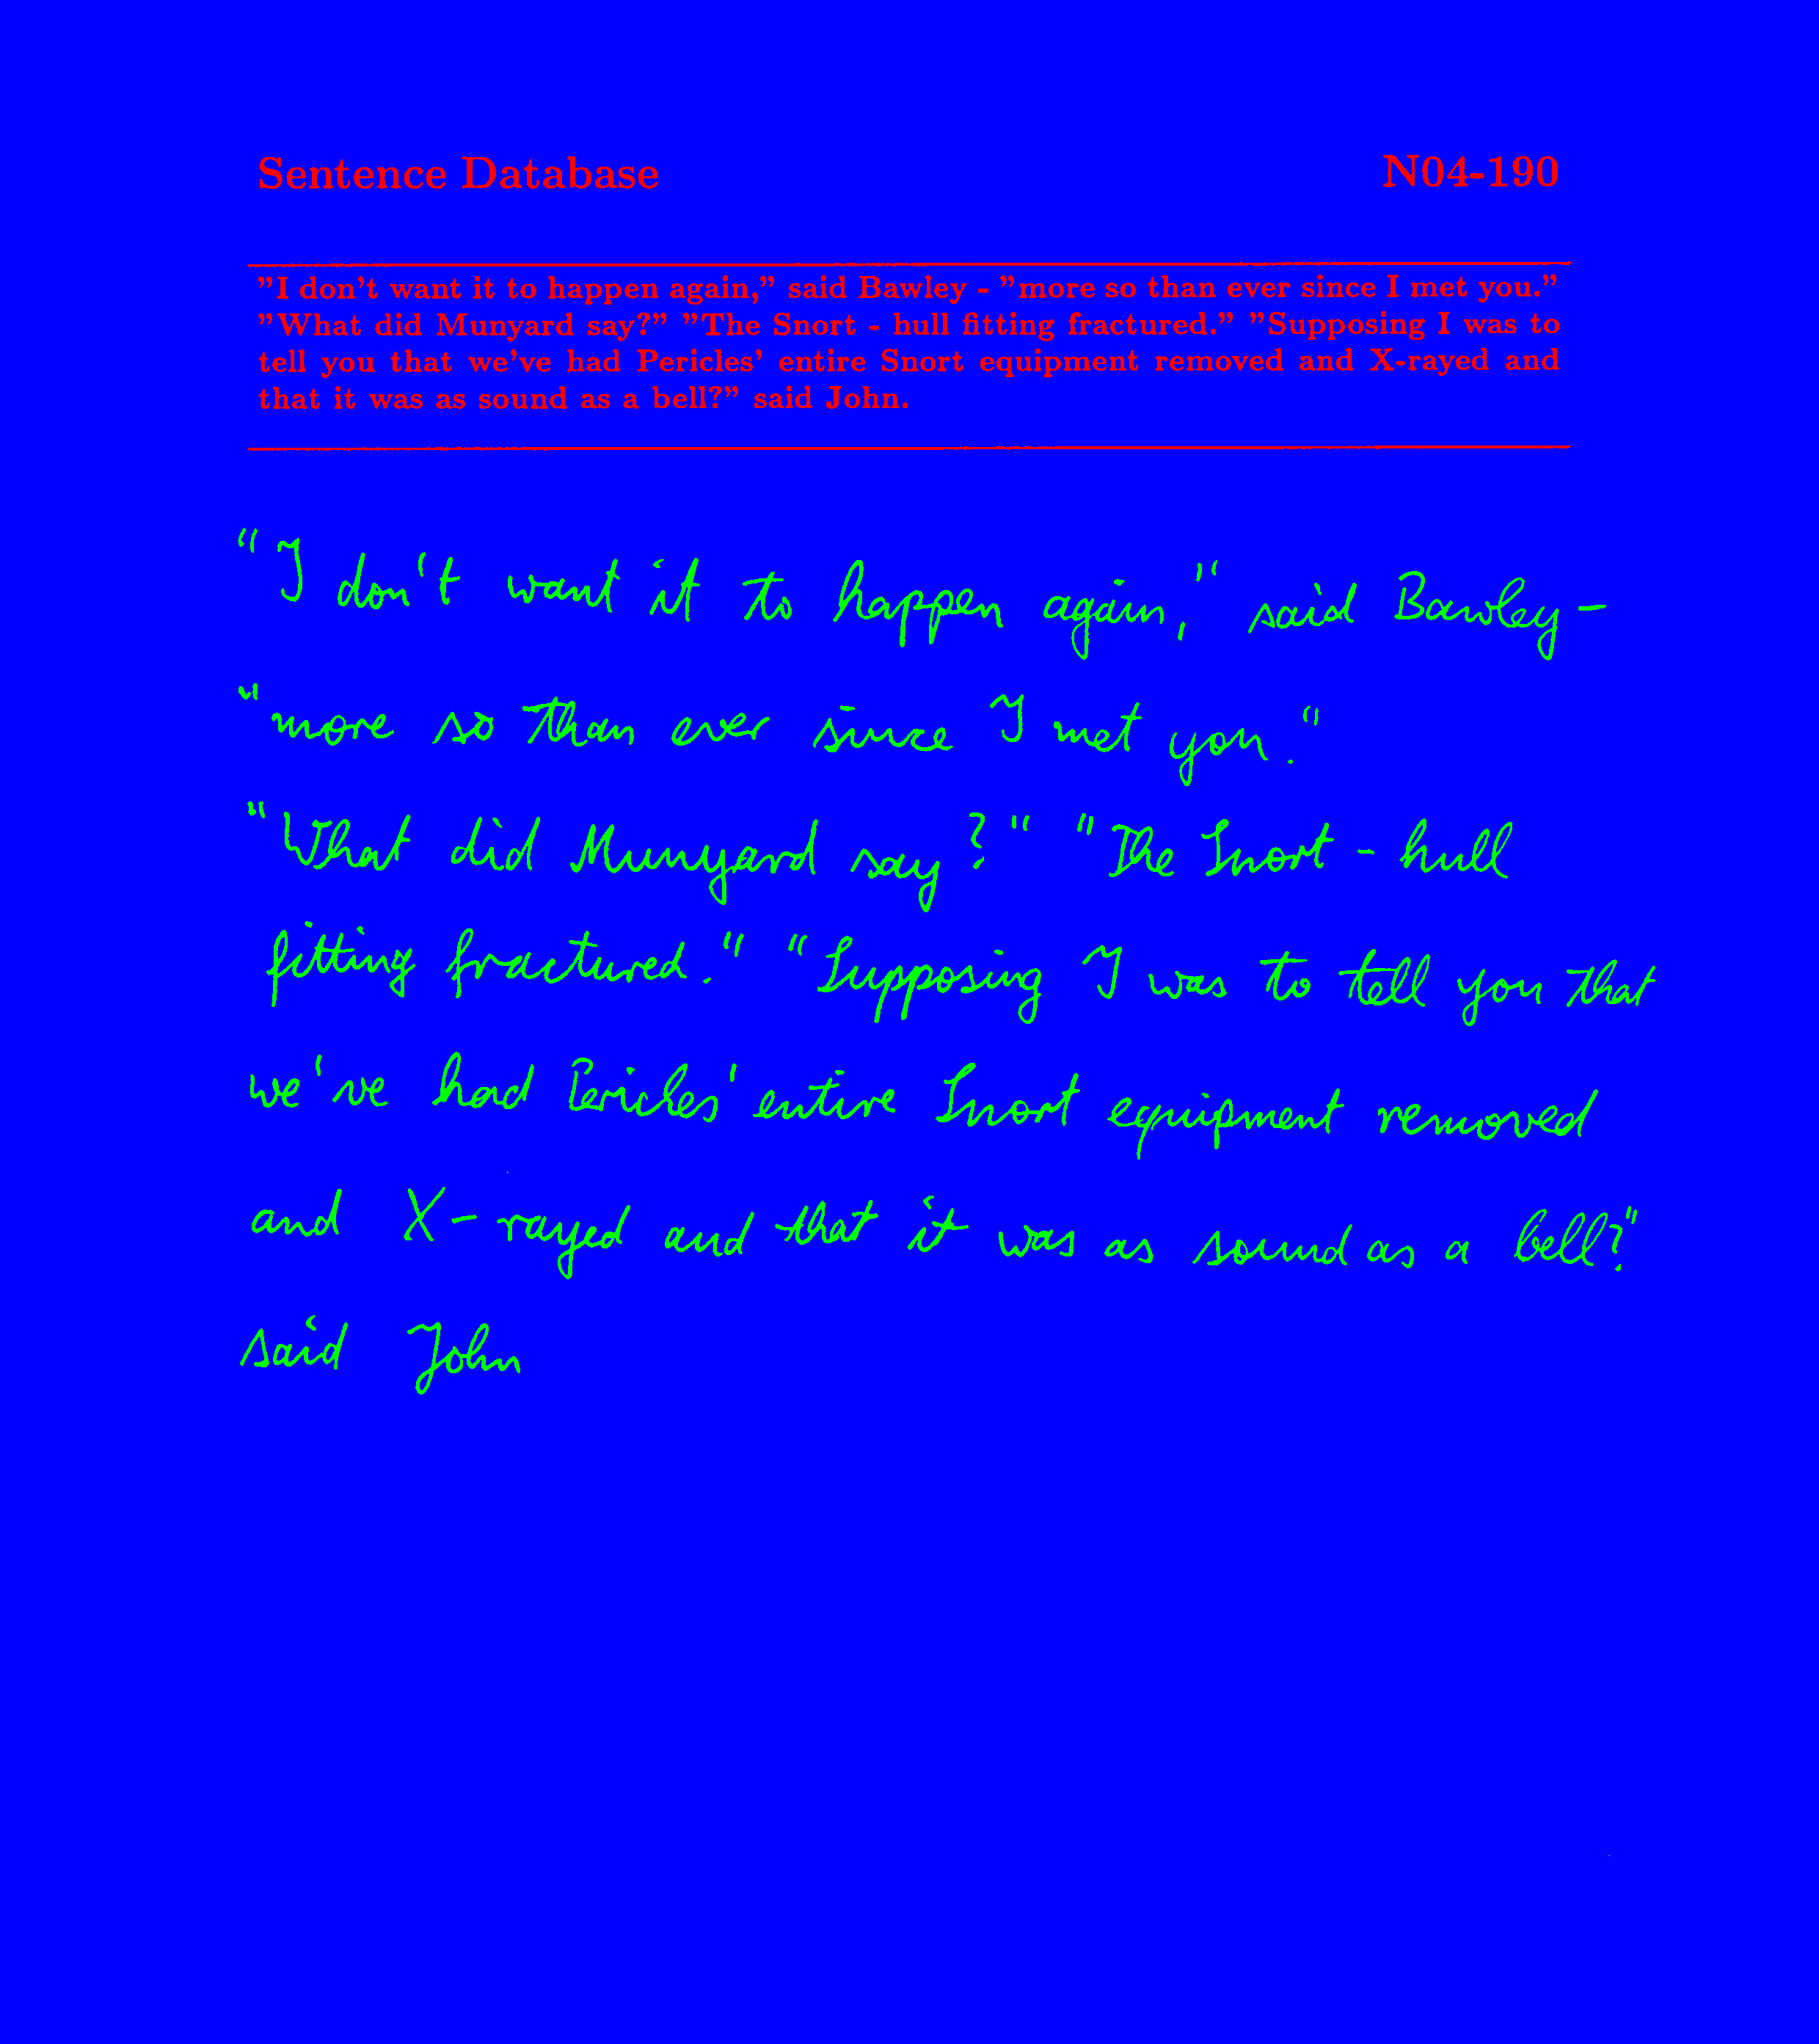 Sentence Database N04-190
"I don't want it to happen again," said Bawley - "more so than ever since I met you."
"What did Munyard say?" "The Snort - hull fitting fractured." "Supposing I was to
tell you that we've had Pericles' entire Snort equipment removed and X-rayed and
that it was as sound as a bell?" said John.
"I don't want it to happen again," said Bawley -
"more so than ever since I met you."
"What did Munyard say?" "The Snort - hull
fitting fractured." "Supposing I was to tell you that
we've had Pericles' entire Snort equipment removed
and X-rayed and that it was as sound as a bell?"
said John